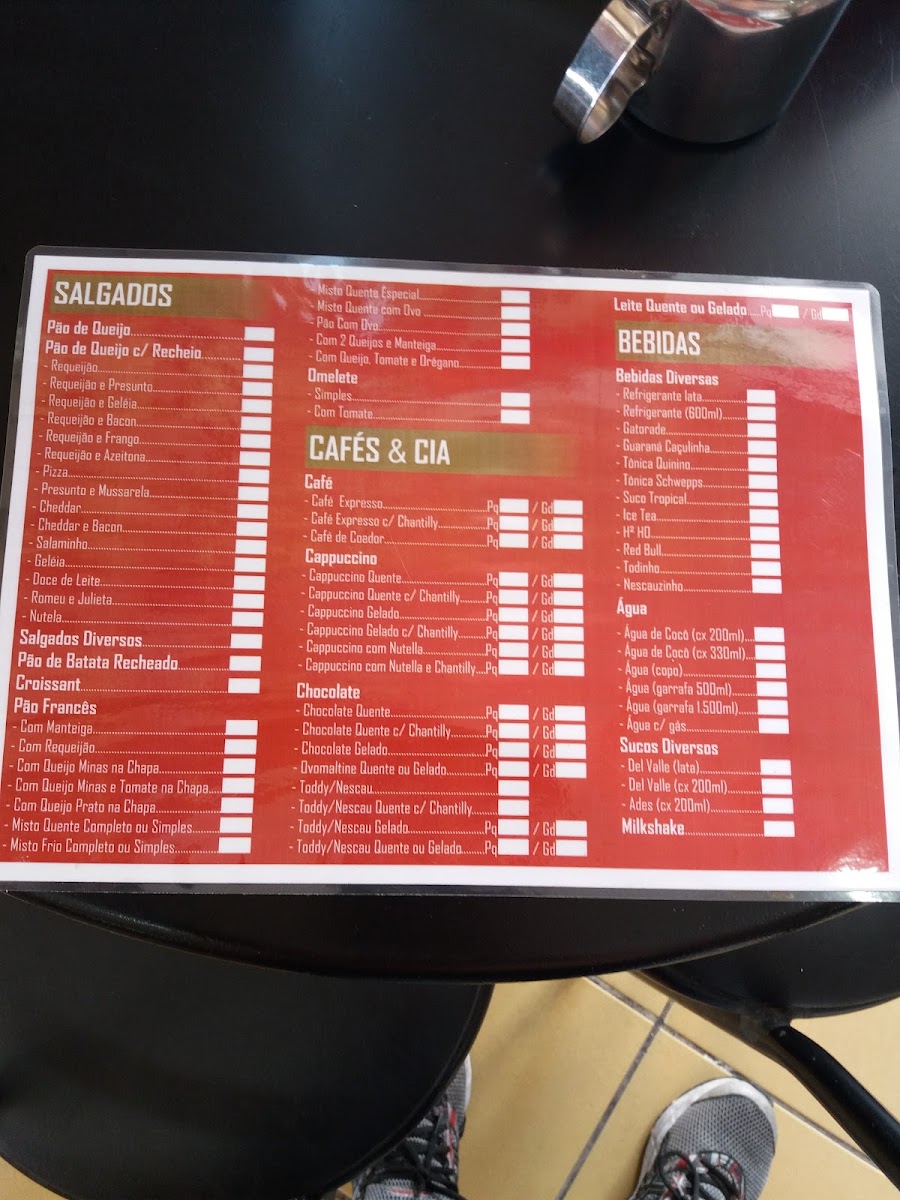 SALGADOS
Pão de Queijo
Pão de Queijo c/ Recheio
- Requeijão
- Requeijão e Presunto
- Requeijão e Geléia
- Requeijão e Bacon
- Requeijão e Frango
- Requeijão e Azeitona
- Pizza
- Presunto e Mussarela
- Cheddar
- Cheddar e Bacon
- Salaminho
- Geléia
- Doce de Leite
- Romeu e Julieta
- Nutela
Salgados Diversos
Pão de Batata Recheado
Croissant
Pão Francês
- Com Manteiga
- Com Requeijão
- Com Queijo Minas na Chapa
- Com Queijo Minas e Tomate na Chapa
- Com Queijo Prato na Chapa
- Misto Quente Completo ou Simples
- Misto Frio Completo ou Simples
- Misto Quente Especial
- Misto Quente com Ovo
- Pão Com Ovo
- Com 2 Queijos e Manteiga
- Com Queijo, Tomate e Orégano
Omelete
- Simples
- Com Tomate
CAFÉS & CIA
Café
- Café Expresso Pq / Gd
- Café Expresso c/ Chantilly Pq / Gd
- Café de Coador Pq / Gd
Cappuccino
- Cappuccino Quente Pq / Gd
- Cappuccino Quente c/ Chantilly Pq / Gd
- Cappuccino Gelado Pq / Gd
- Cappuccino Gelado c/ Chantilly Pq / Gd
- Cappuccino com Nutella Pq / Gd
- Cappuccino com Nutella e Chantilly Pq / Gd
Chocolate
- Chocolate Quente Pq / Gd
- Chocolate Quente c/ Chantilly Pq / Gd
- Chocolate Gelado Pq / Gd
- Ovomaltine Quente ou Gelado Pq / Gd
- Toddy/Nescau
- Toddy/Nescau Quente c/ Chantilly
- Toddy/Nescau Gelado Pq / Gd
- Toddy/Nescau Quente ou Gelado Pq / Gd
Leite Quente ou Gelado Pq / Gd
BEBIDAS
Bebidas Diversas
- Refrigerante lata
- Refrigerante (600ml)
- Gatorade
- Guaraná Caçulinha
- Tônica Quinino
- Tônica Schwepps
- Suco Tropical
- Ice Tea
- H² HO
- Red Bull
- Todinho
- Nescauzinho
Água
- Água de Cocô (cx 200ml)
- Água de Cocô (cx 330ml)
- Água (copo)
- Água (garrafa 500ml)
- Água (garrafa 1.500ml)
- Água c/ gás
Sucos Diversos
- Del Valle (lata)
- Del Valle (cx 200ml)
- Ades (cx 200ml)
Milkshake